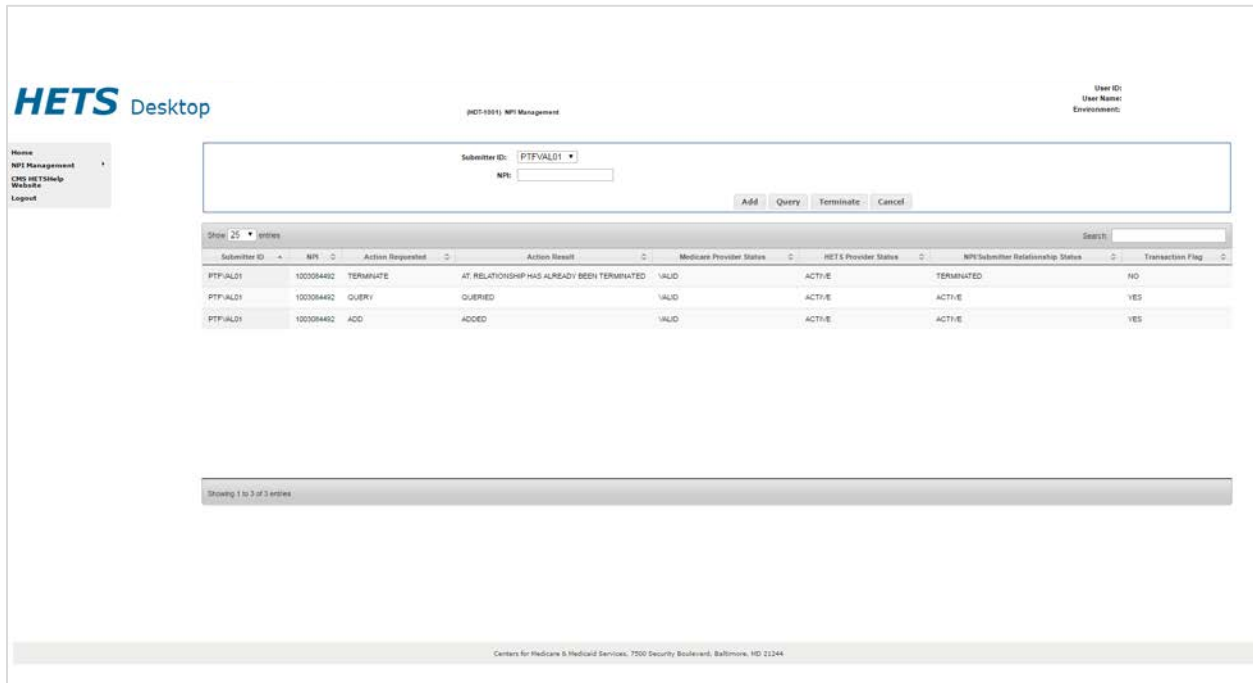 HETS Desktop
(HDT-1001) NPI Management
User ID:
User Name:
Environment:
Home
NPI Management
CMS HETSHelp
Website
Logout
Submitter ID: PTFVAL01
NPI:
Add Query Terminate Cancel
Show 25 entries Search:
Submitter ID NPI Action Requested Action Result Medicare Provider Status HETS Provider Status NPI/Submitter Relationship Status Transaction Flag
PTFVAL01 1003084492 TERMINATE AT. RELATIONSHIP HAS ALREADY BEEN TERMINATED VALID ACTIVE TERMINATED NO
PTFVAL01 1003084492 QUERY QUERIED VALID ACTIVE ACTIVE YES
PTFVAL01 1003084492 ADD ADDED VALID ACTIVE ACTIVE YES
Showing 1 to 3 of 3 entries
Centers for Medicare & Medicaid Services, 7500 Security Boulevard, Baltimore, MD 21244